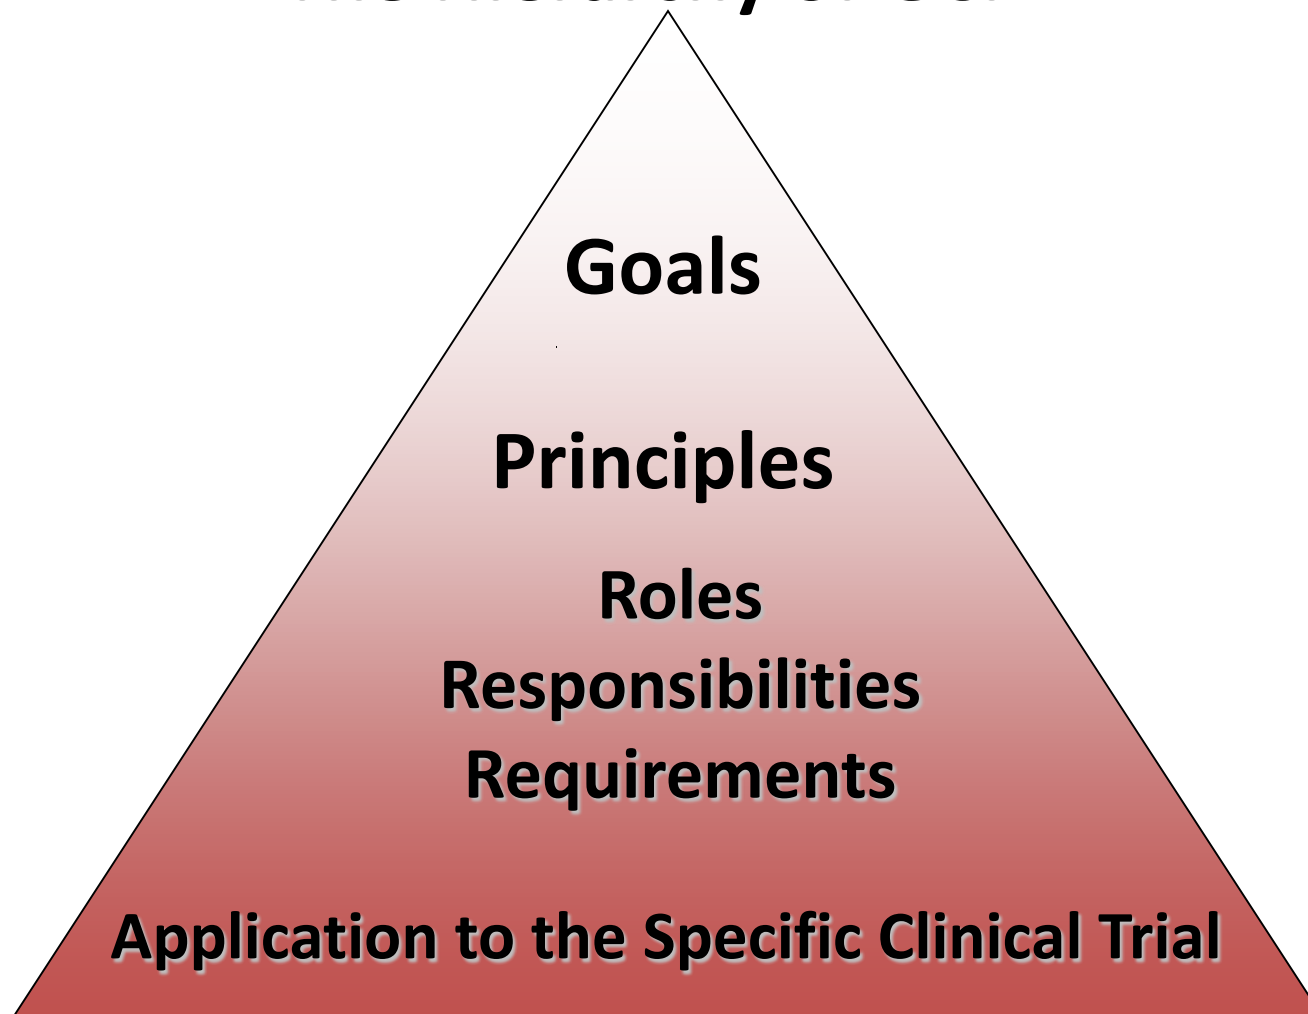 Goals
Principles
Roles
Responsibilities
Requirements
Application to the Specific Clinical Trial